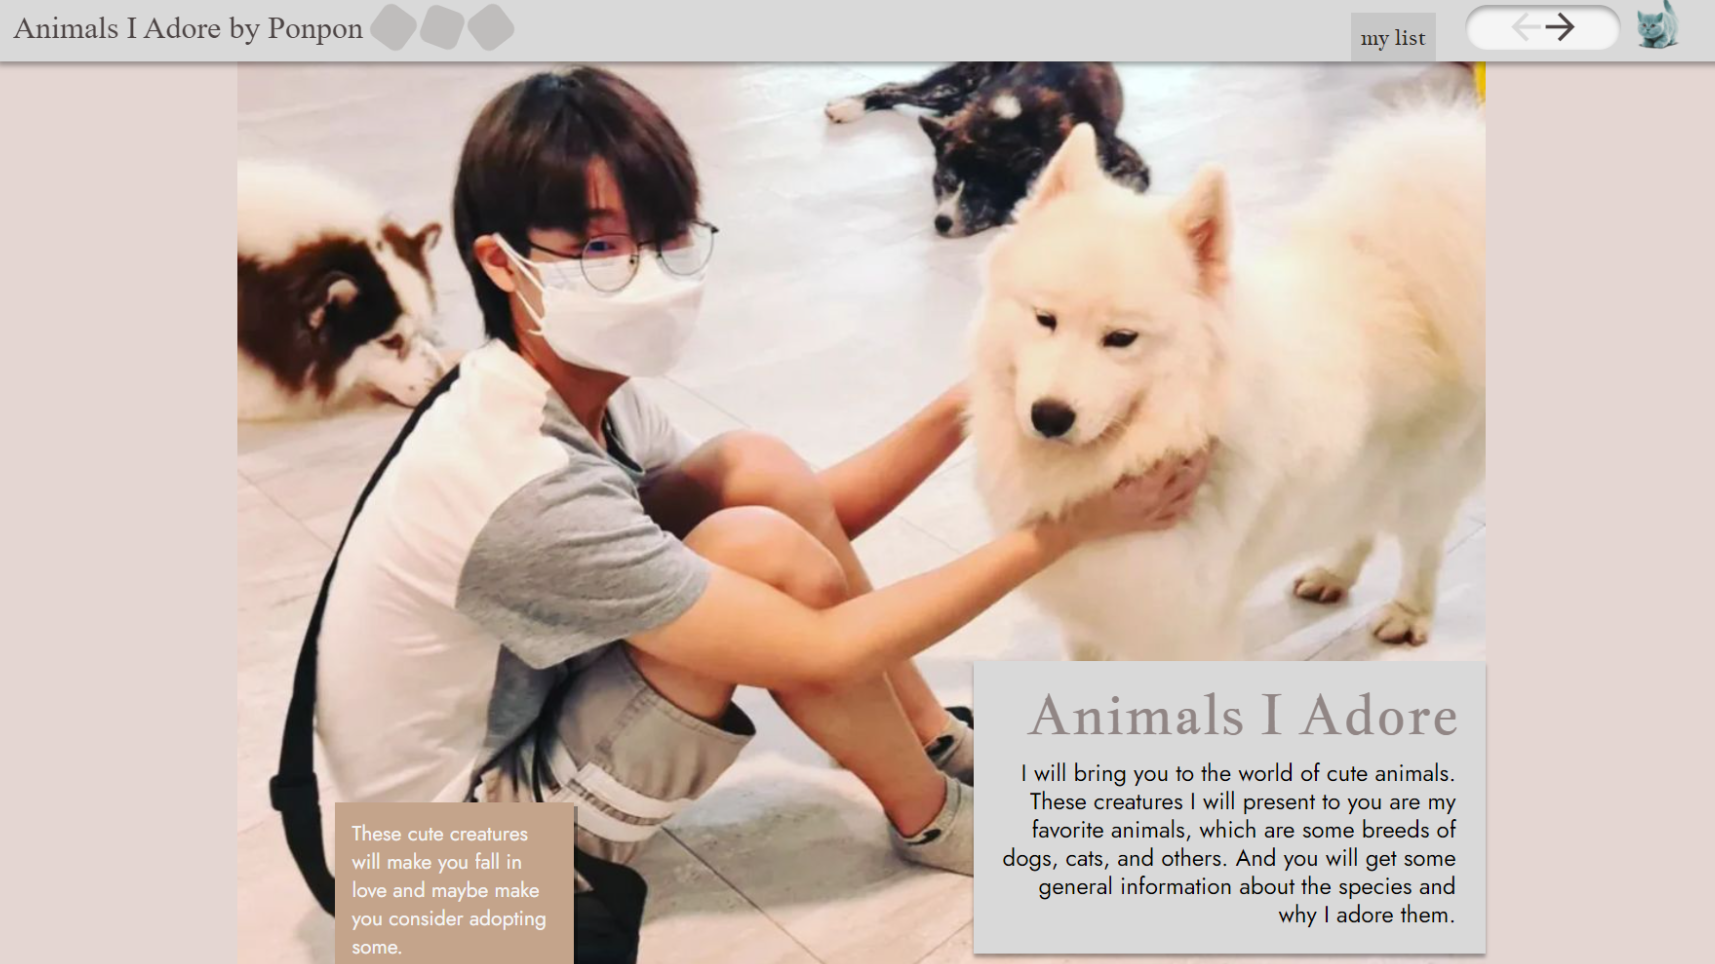 Animals I Adore by Ponpon
my list
Animals I Adore
I will bring you to the world of cute animals.
These creatures I will present to you are my
favorite animals, which are some breeds of
dogs, cats, and others. And you will get some
general information about the species and
why I adore them.
These cute creatures
will make you fall in
love and maybe make
you consider adopting
some.